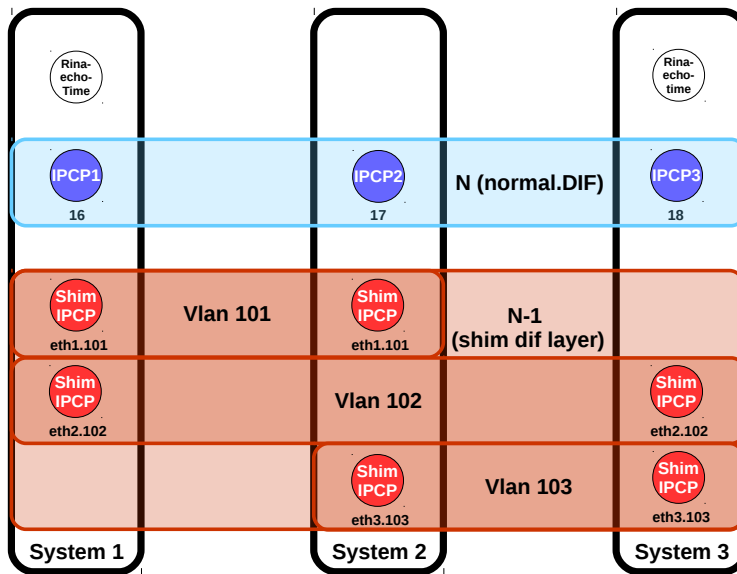 Rina-
echo-
Time
Rina-
echo-
time
IPCP1
IPCP2
N (normal.DIF)
IPCP3
16
17
18
Shim
IPCP
Vlan 101
Shim
IPCP
N-1
(shim dif layer)
eth1.101
eth1.101
Shim
IPCP
Vlan 102
Shim
IPCP
eth2.102
eth2.102
Shim
IPCP
Vlan 103
Shim
IPCP
eth3.103
eth3.103
System 1
System 2
System 3